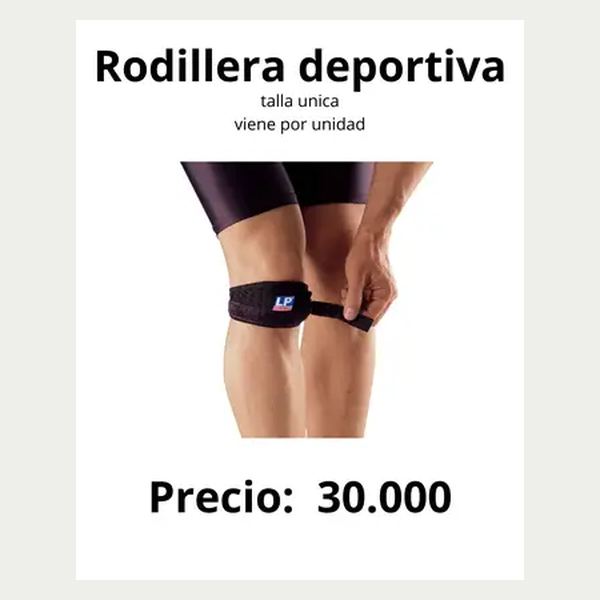 Rodillera deportiva
talla unica
viene por unidad
LP
Precio: 30.000